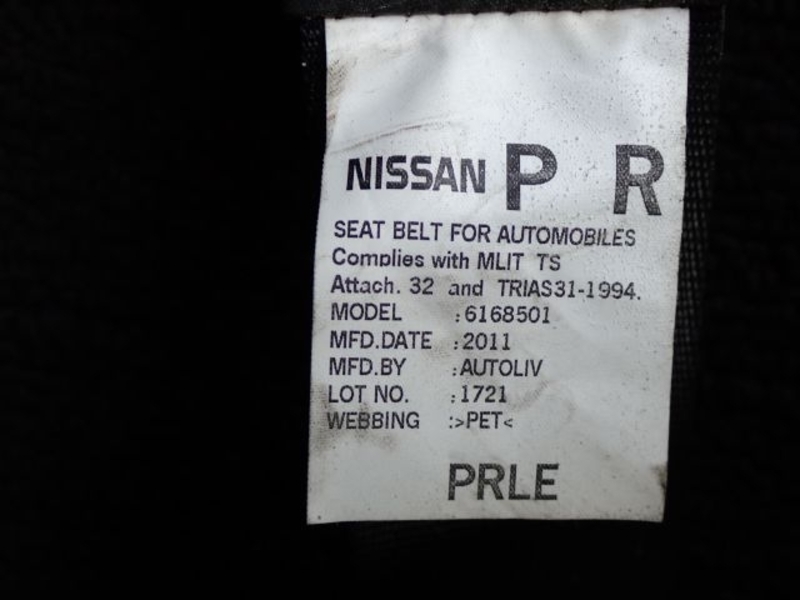 NISSAN P R
SEAT BELT FOR AUTOMOBILES
Complies with MLIT TS
Attach. 32 and TRIAS31-1994.
MODEL :6168501
MFD.DATE :2011
MFD.BY :AUTOLIV
LOT NO. :1721
WEBBING :>PET<
PRLE